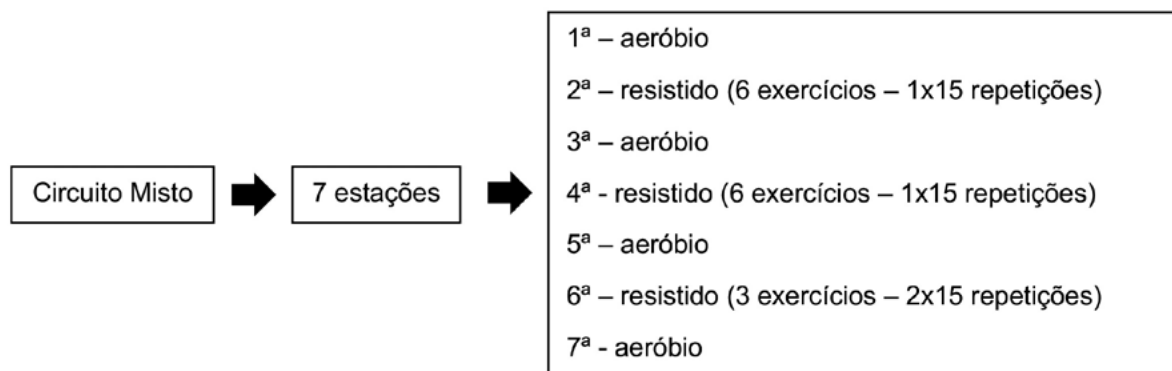 Circuito Misto
7 estações
1ª – aeróbio
2ª – resistido (6 exercícios – 1x15 repetições)
3ª – aeróbio
4ª - resistido (6 exercícios – 1x15 repetições)
5ª – aeróbio
6ª – resistido (3 exercícios – 2x15 repetições)
7ª - aeróbio